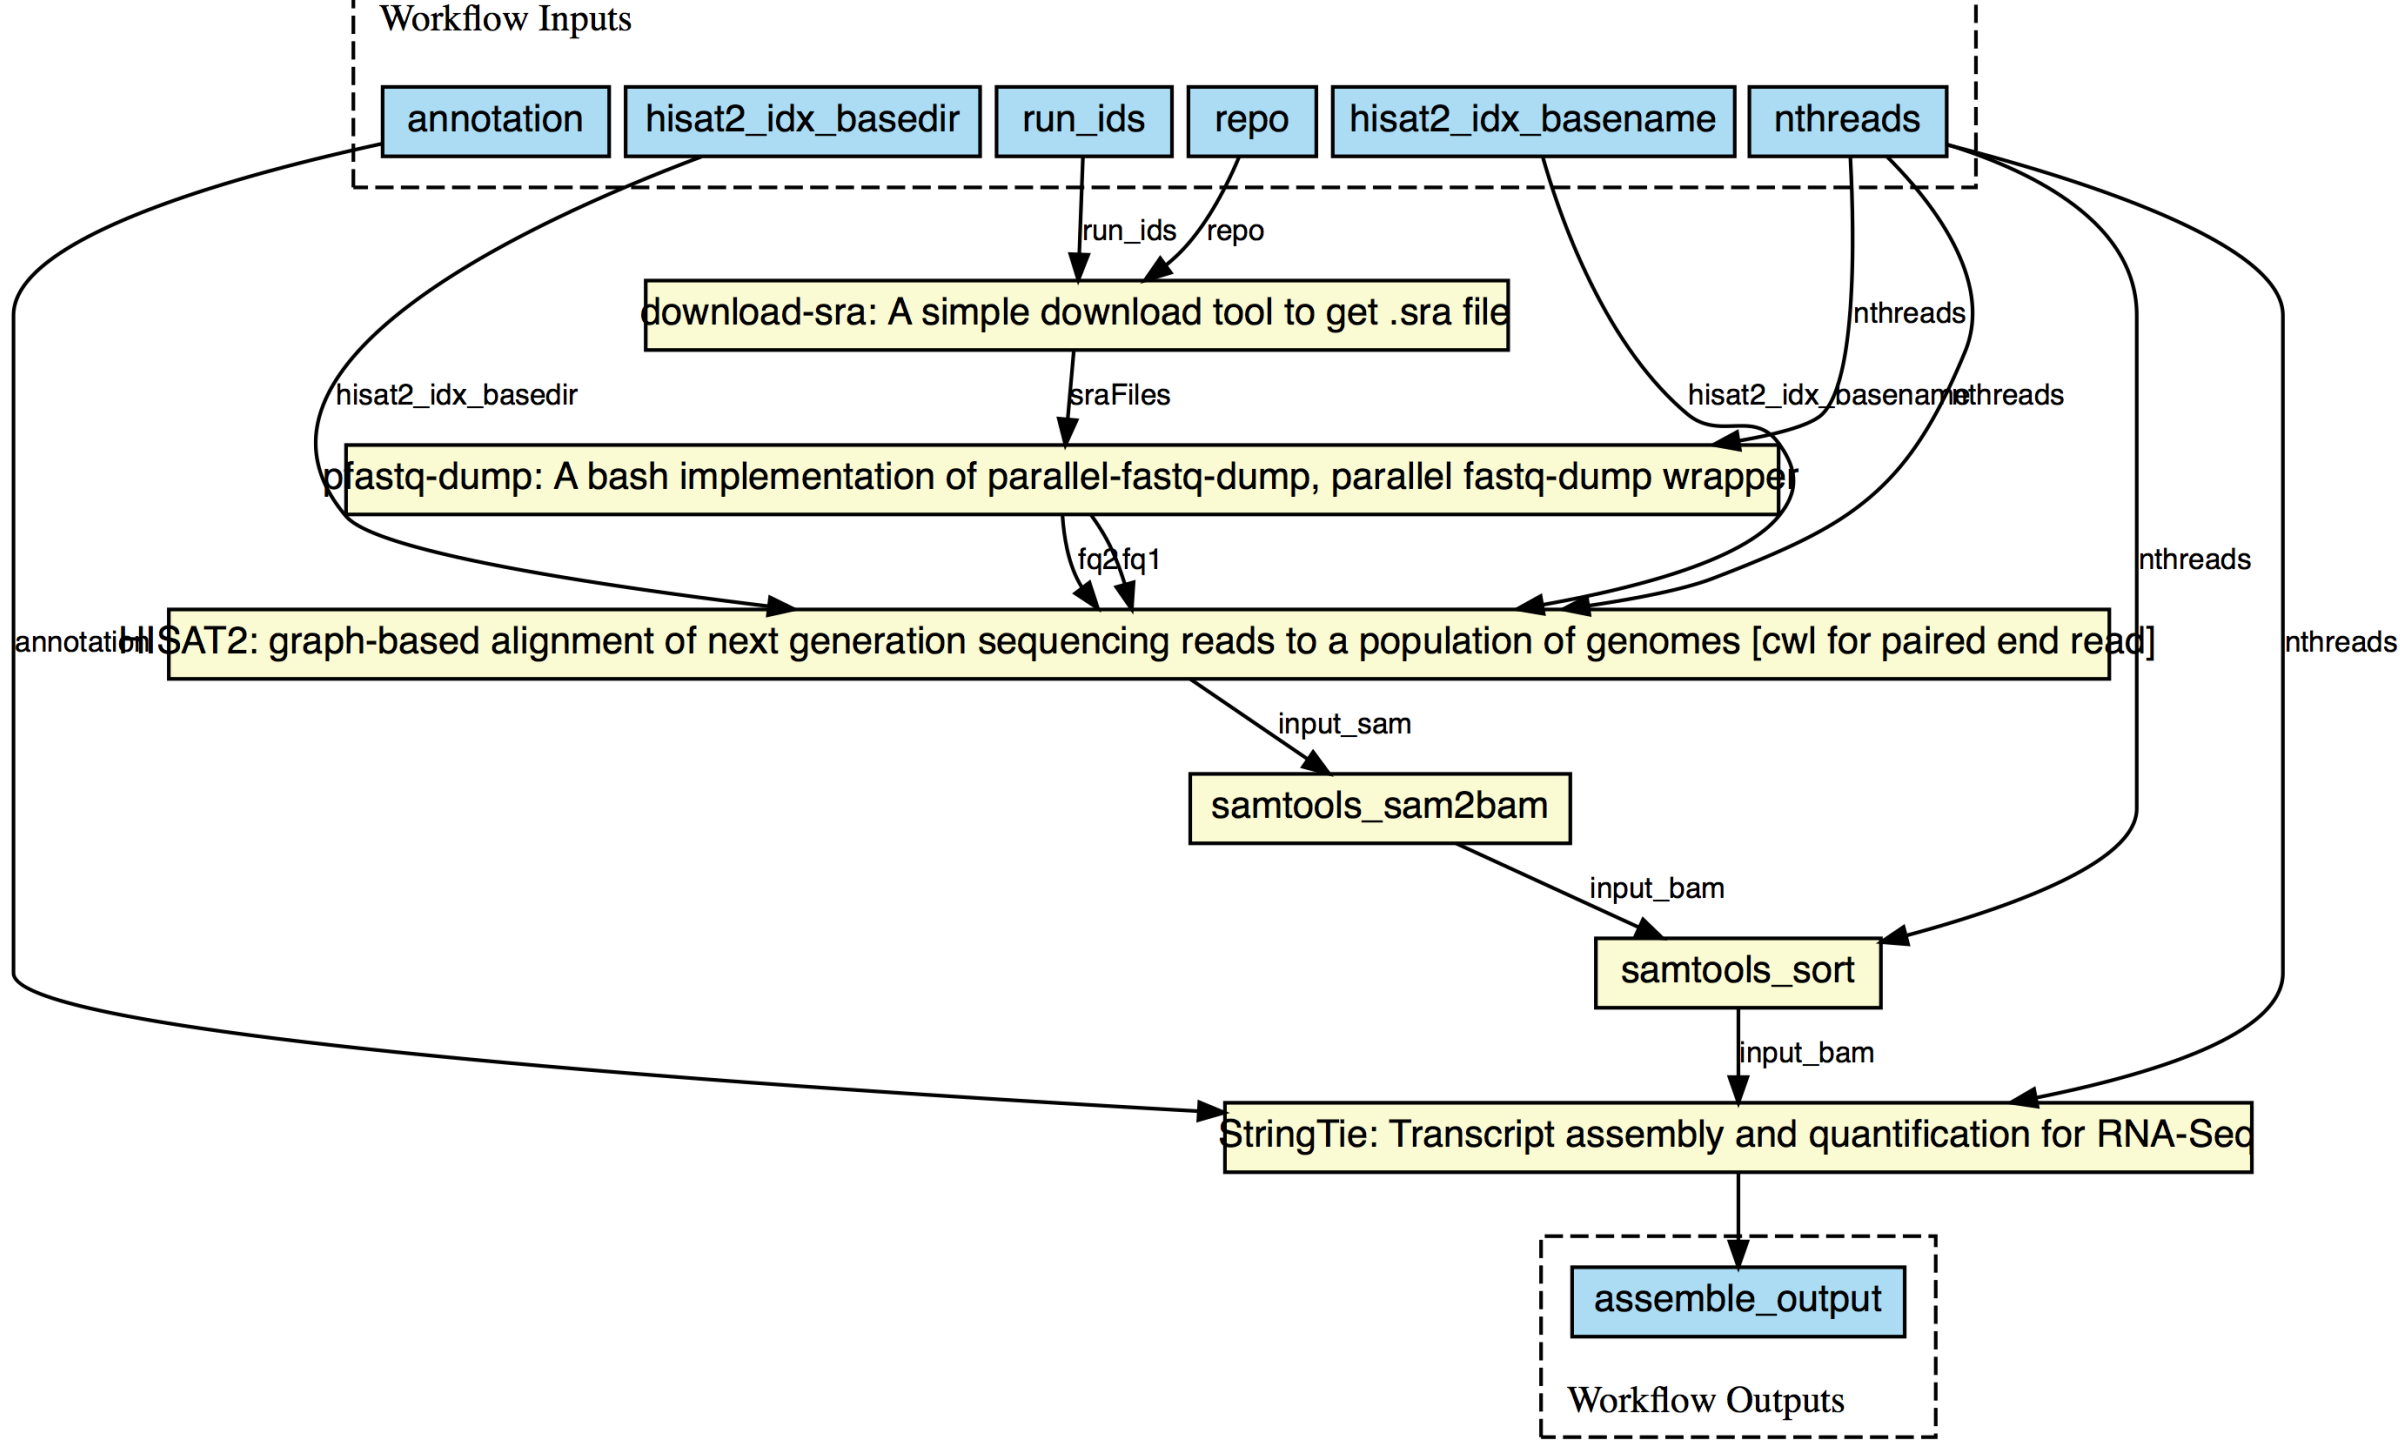 Workflow Inputs
annotation
hisat2_idx_basedir
run_ids
repo
hisat2_idx_basename
nthreads
run_ids
repo
download-sra: A simple download tool to get .sra file
nthreads
hisat2_idx_basedir
sraFiles
hisat2_idx_basename
nthreads
pfastq-dump: A bash implementation of parallel-fastq-dump, parallel fastq-dump wrapper
fq2
fq1
nthreads
annotation
HISAT2: graph-based alignment of next generation sequencing reads to a population of genomes [cwl for paired end read]
nthreads
input_sam
samtools_sam2bam
input_bam
samtools_sort
input_bam
StringTie: Transcript assembly and quantification for RNA-Seq
assemble_output
Workflow Outputs